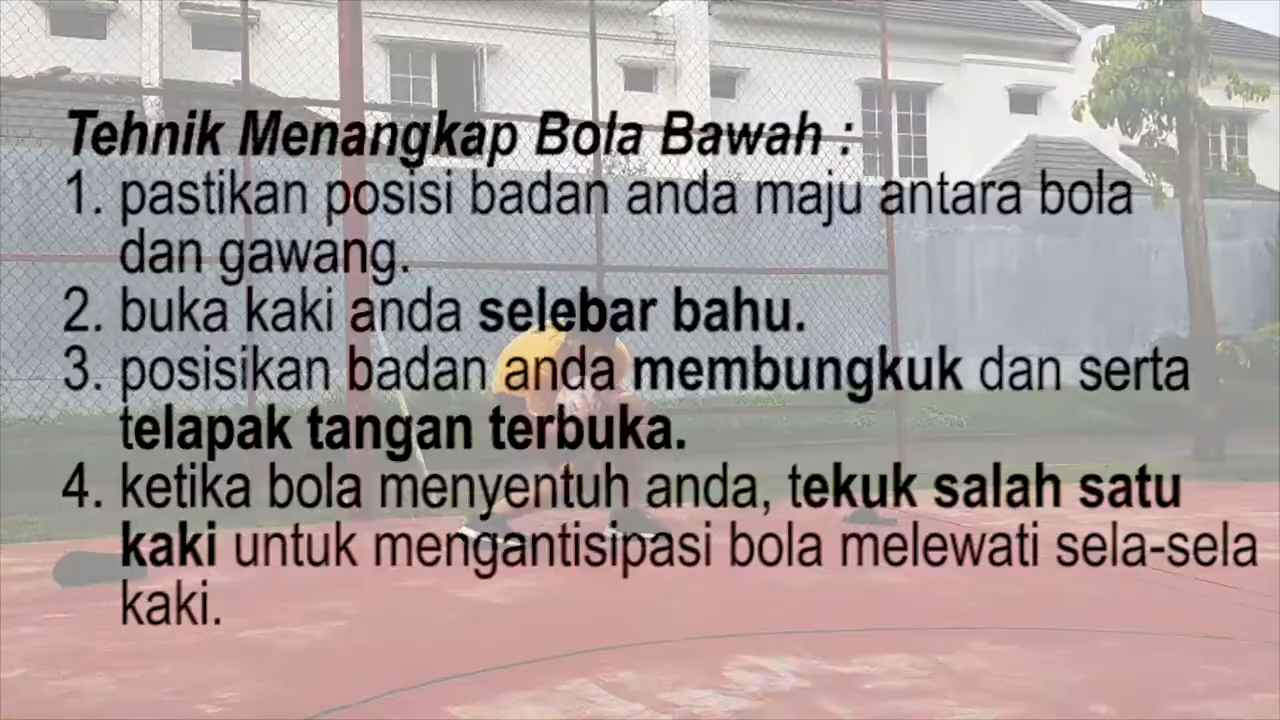 Tehnik Menangkap Bola Bawah :
1. pastikan posisi badan anda maju antara bola
dan gawang.
2. buka kaki anda selebar bahu.
3. posisikan badan anda membungkuk dan serta
telapak tangan terbuka.
4. ketika bola menyentuh anda, tekuk salah satu
kaki untuk mengantisipasi bola melewati sela-sela
kaki.